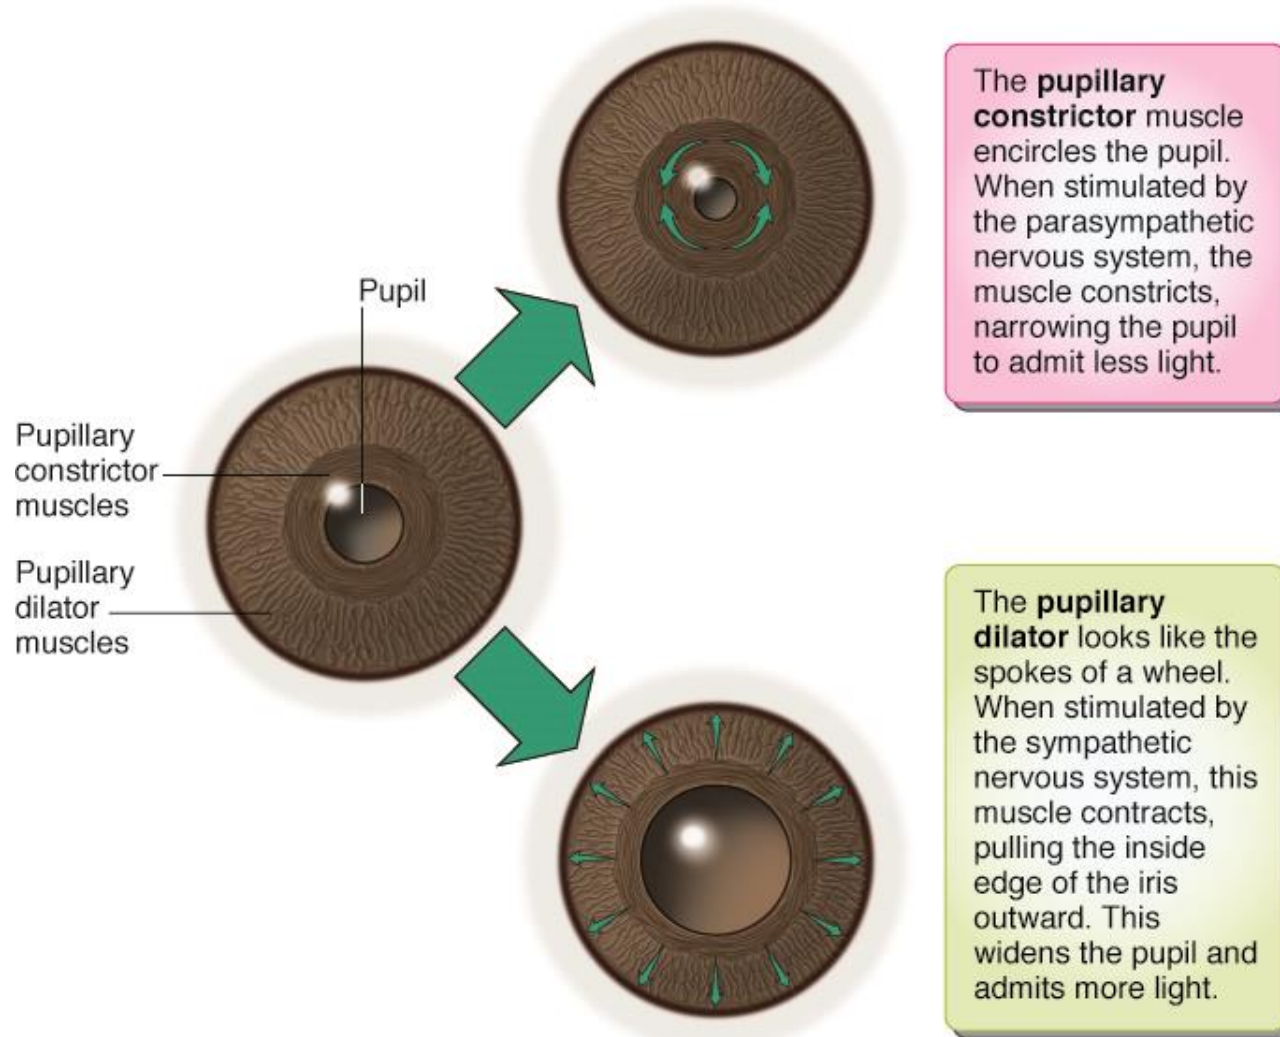 Pupil
Pupillary
constrictor
muscles
Pupillary
dilator
muscles
The pupillary
constrictor muscle
encircles the pupil.
When stimulated by
the parasympathetic
nervous system, the
muscle constricts,
narrowing the pupil
to admit less light.
The pupillary
dilator looks like the
spokes of a wheel.
When stimulated by
the sympathetic
nervous system, this
muscle contracts,
pulling the inside
edge of the iris
outward. This
widens the pupil and
admits more light.